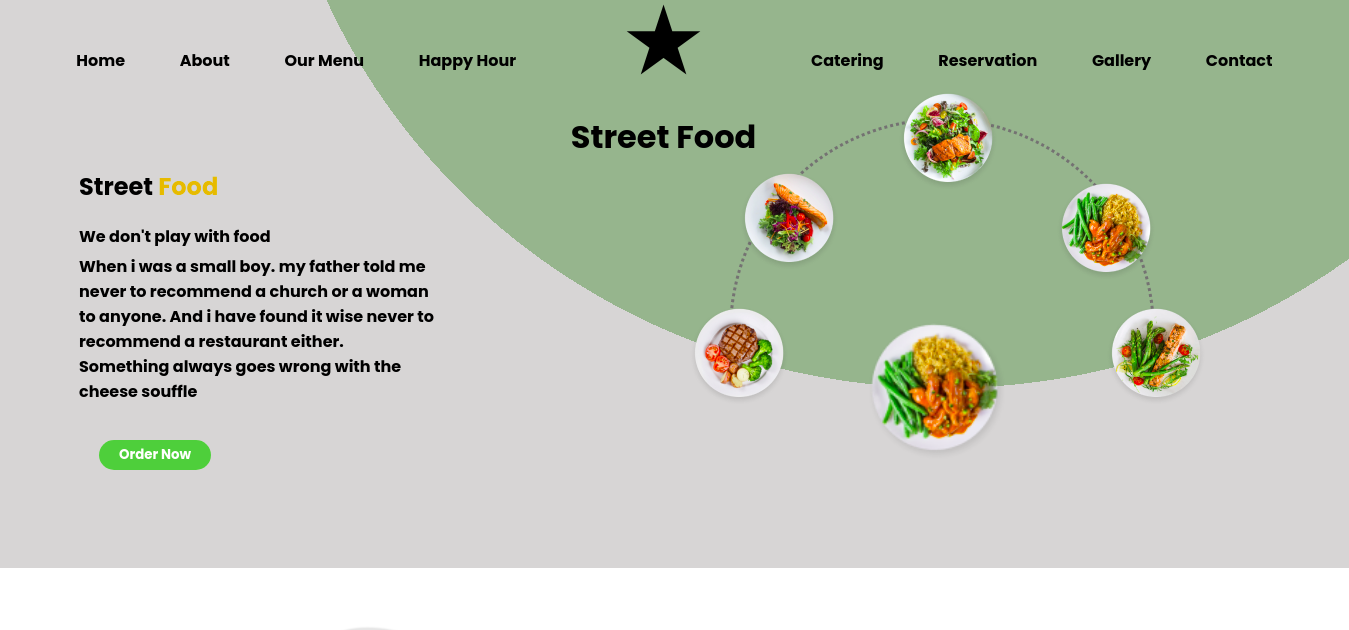 Home About Our Menu Happy Hour Catering Reservation Gallery Contact
Street Food
Street Food
We don't play with food
When i was a small boy. my father told me
never to recommend a church or a woman
to anyone. And i have found it wise never to
recommend a restaurant either.
Something always goes wrong with the
cheese souffle
Order Now